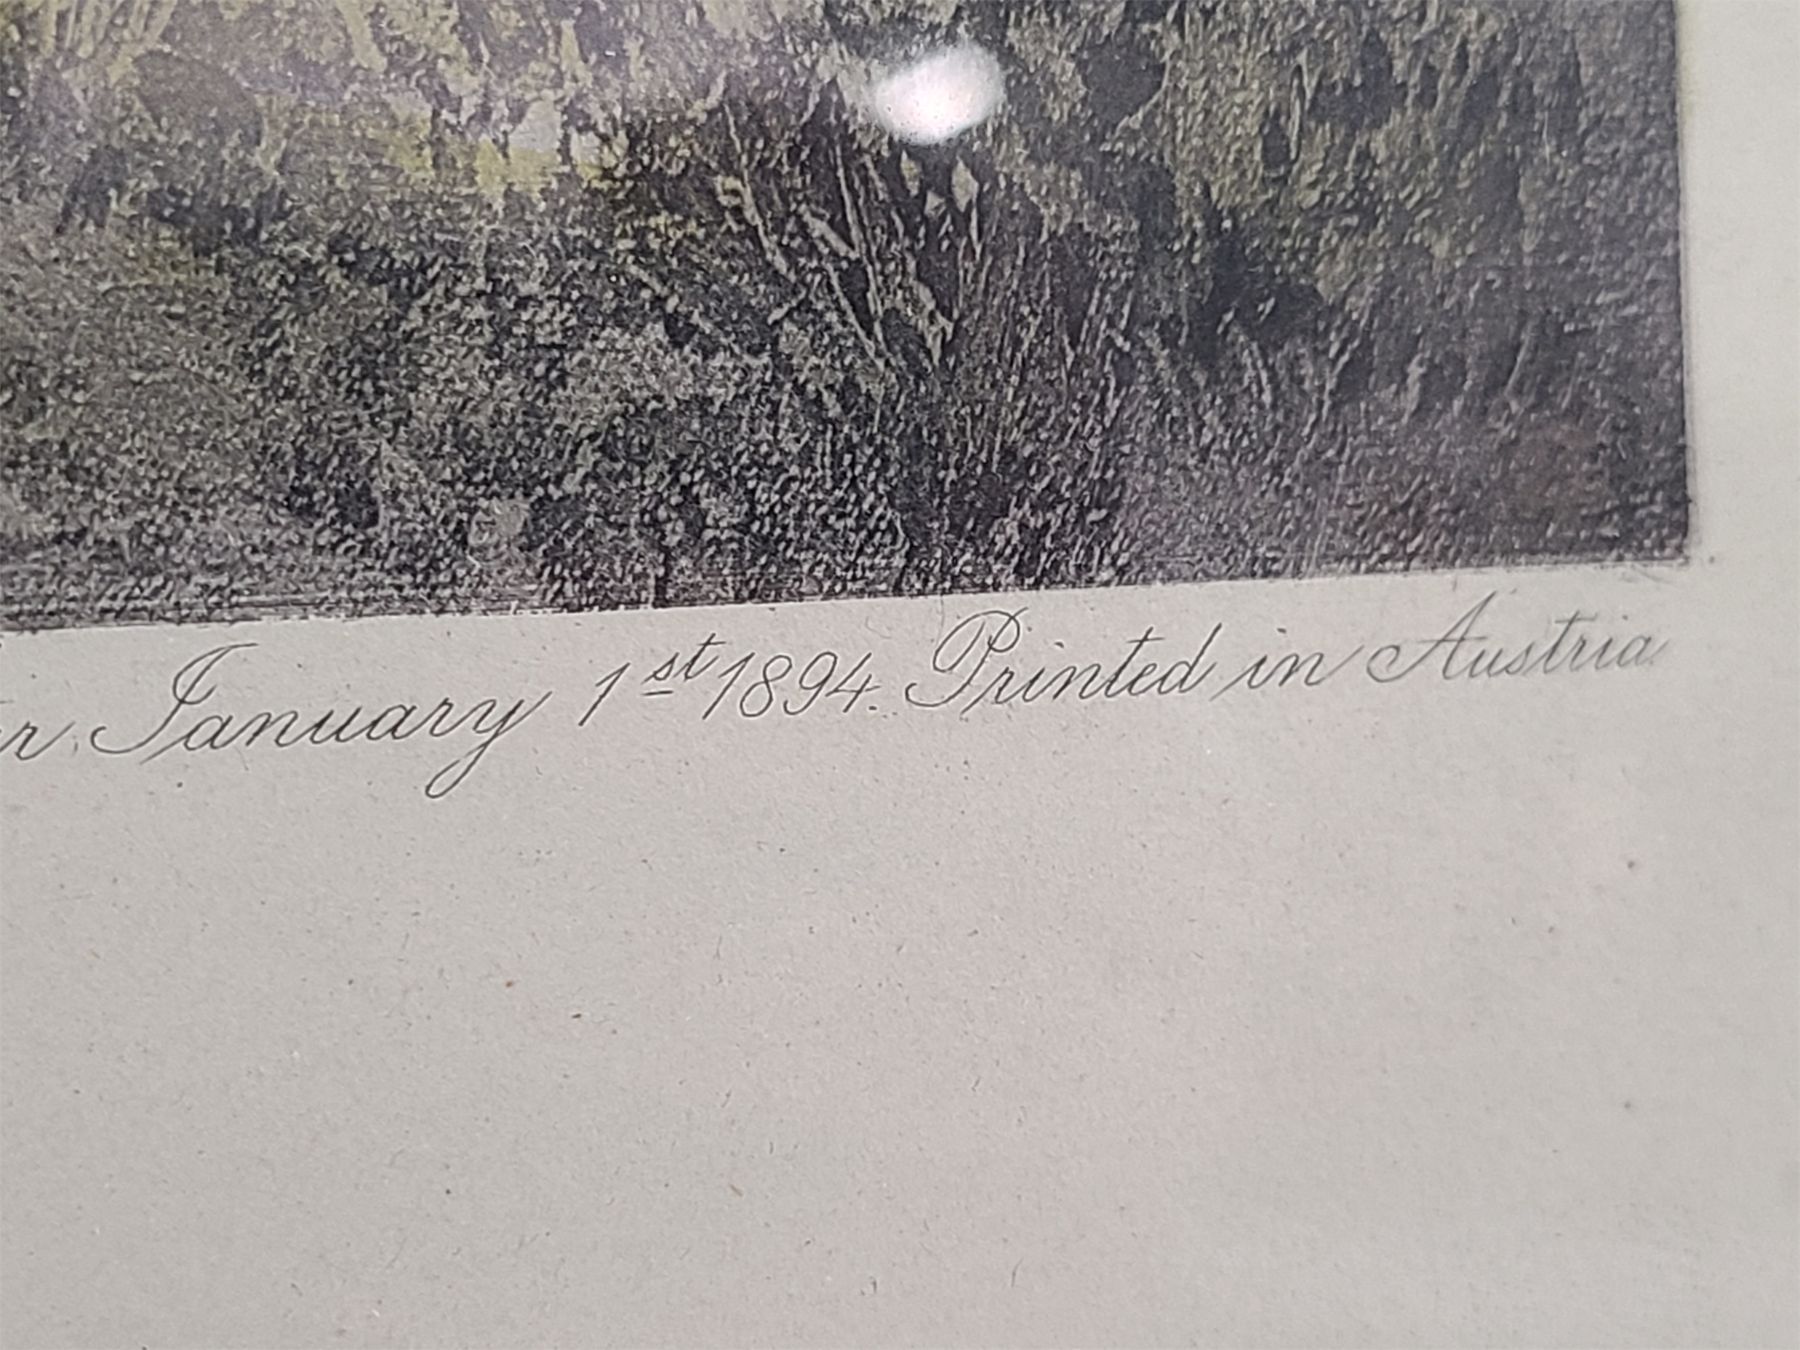 r. January 1st 1894. Printed in Austria.